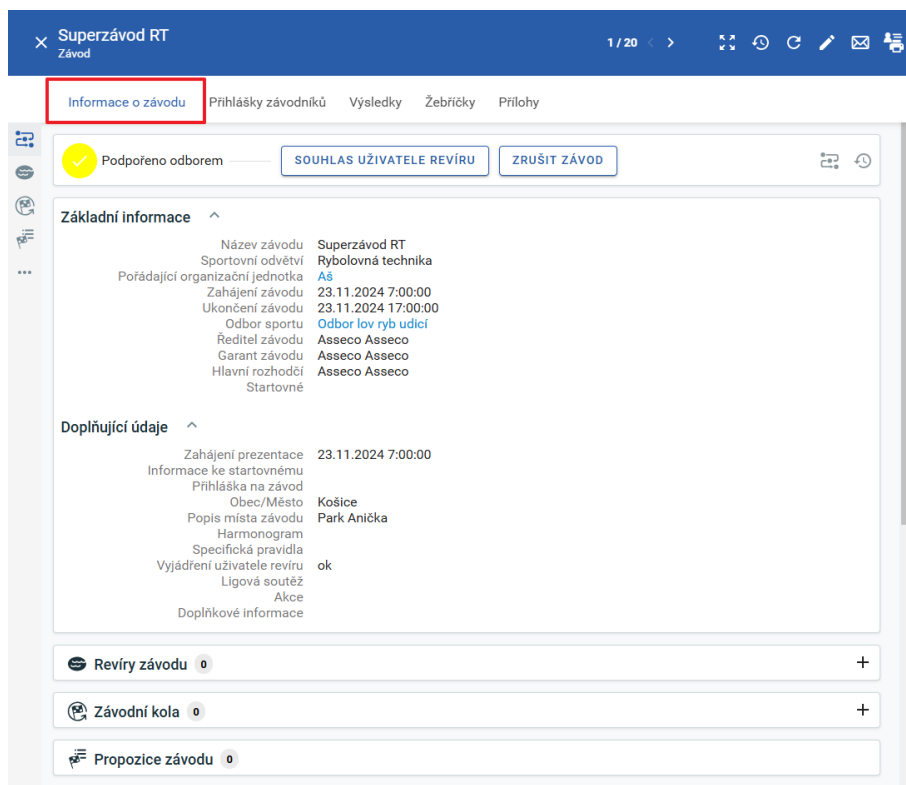 Superzávod RT
Závod
1 / 20
Informace o závodu Přihlášky závodníků Výsledky Žebříčky Přílohy
Podpořeno odborem SOUHLAS UŽIVATELE REVÍRU ZRUŠIT ZÁVOD
Základní informace
Název závodu Superzávod RT
Sportovní odvětví Rybolovná technika
Pořádající organizační jednotka Aš
Zahájení závodu 23.11.2024 7:00:00
Ukončení závodu 23.11.2024 17:00:00
Odbor sportu Odbor lov ryb udicí
Ředitel závodu Asseco Asseco
Garant závodu Asseco Asseco
Hlavní rozhodčí Asseco Asseco
Startovné
Doplňující údaje
Zahájení prezentace 23.11.2024 7:00:00
Informace ke startovnému
Přihláška na závod
Obec/Město Košice
Popis místa závodu Park Anička
Harmonogram
Specifická pravidla
Vyjádření uživatele revíru ok
Ligová soutěž
Akce
Doplňkové informace
Revíry závodu 0
Závodní kola 0
Propozice závodu 0